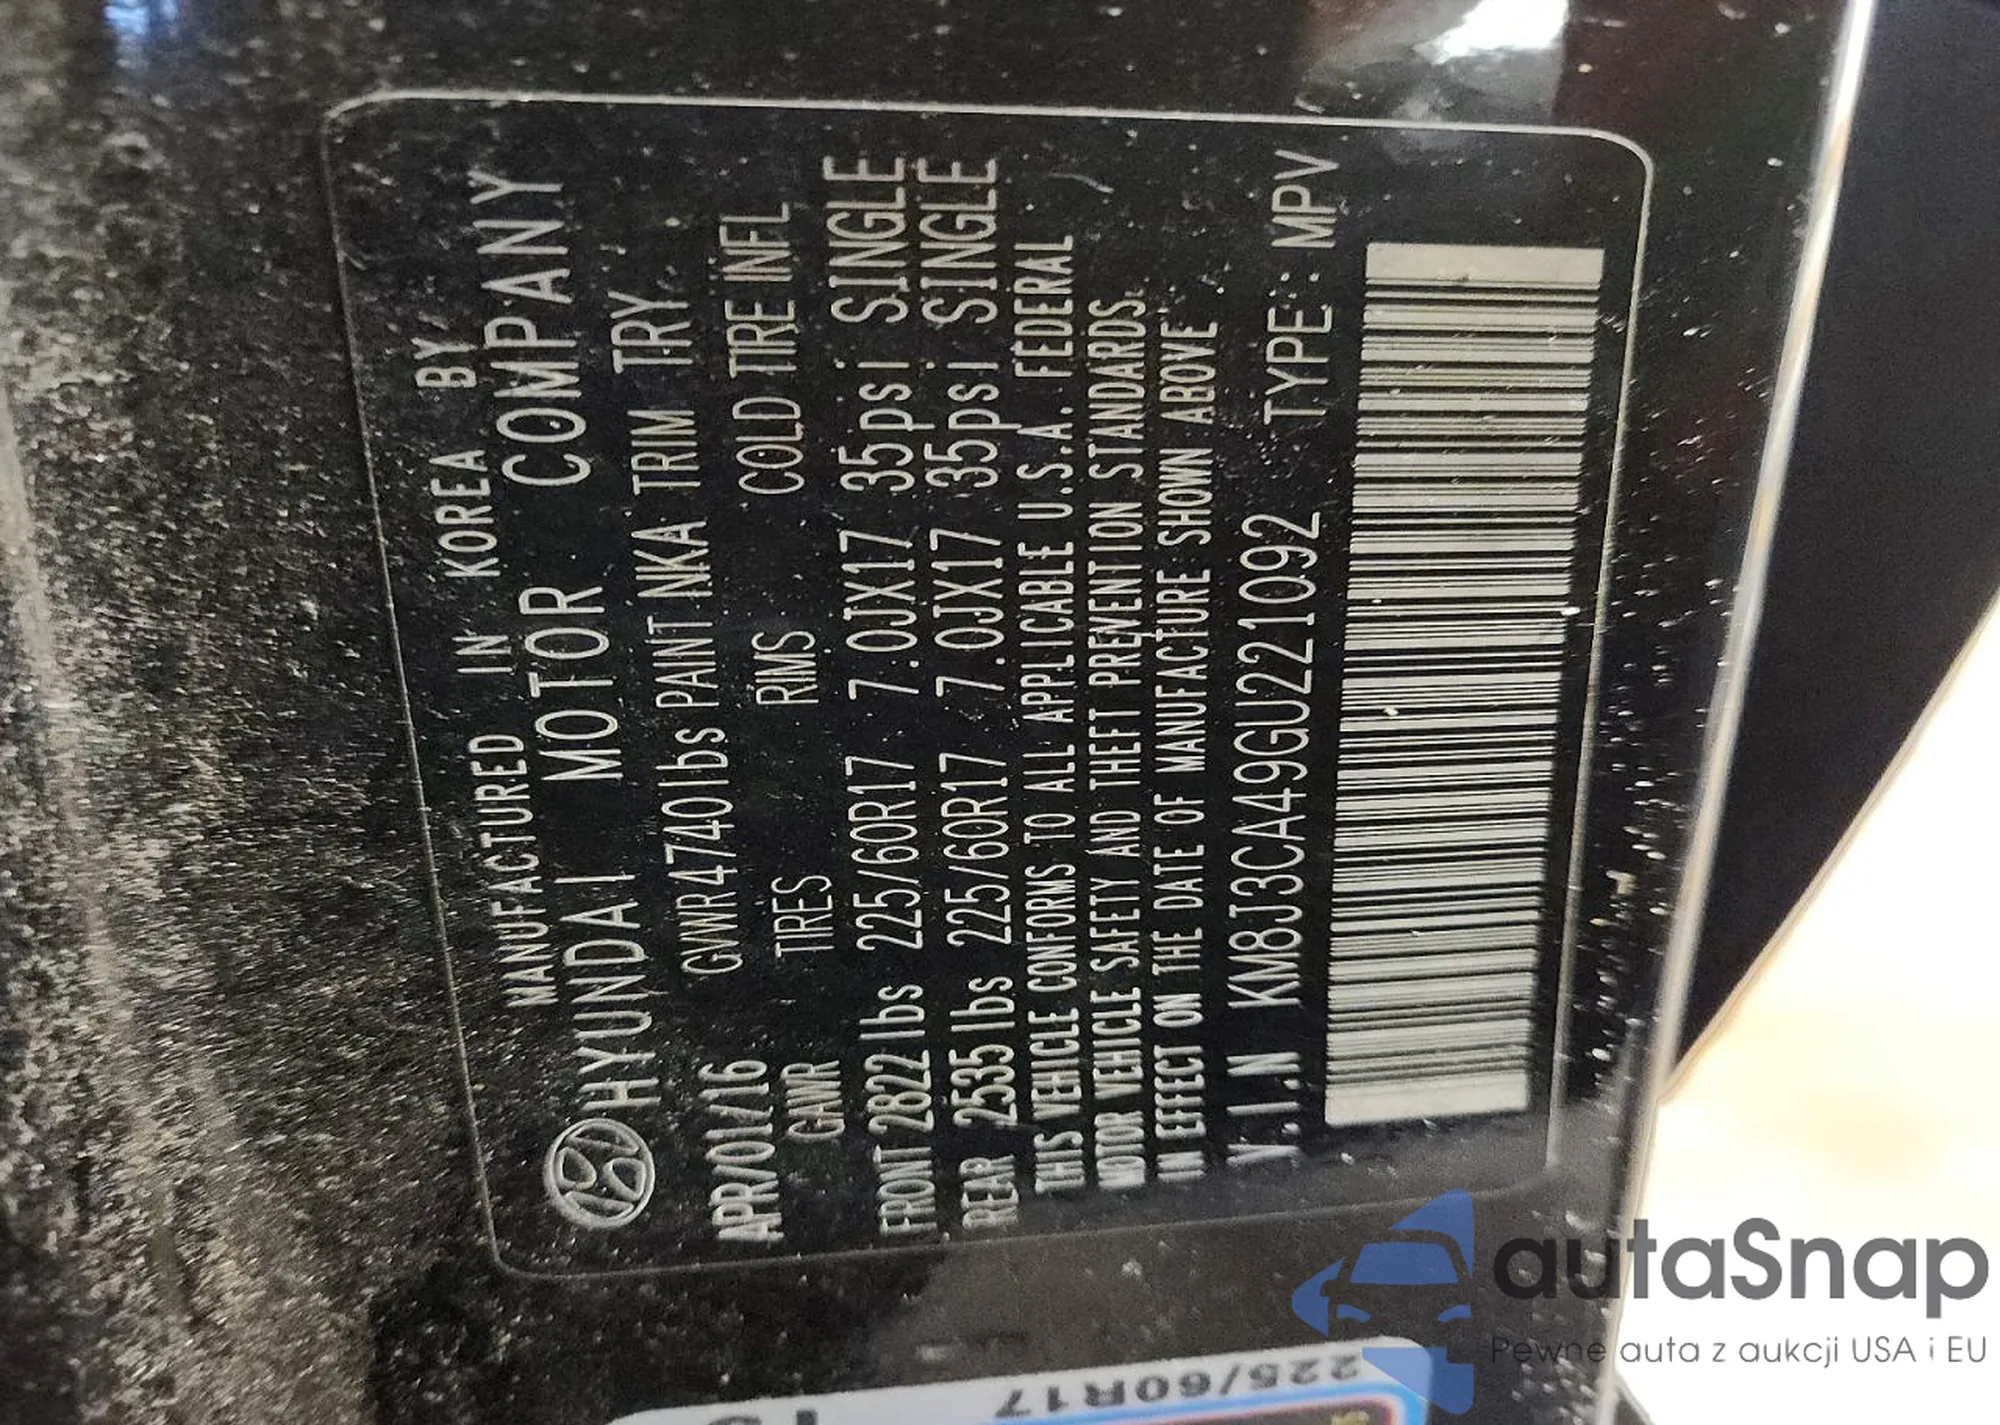 MANUFACTURED IN KOREA BY
HYUNDAI MOTOR COMPANY
APR/01/16 GVWR 4740lbs PAINT NKA TRIM TRY
GAWR TIRES RIMS COLD TIRE INFL
FRONT 2822 lbs 225/60R17 7.0JX17 35psi SINGLE
REAR 2535 lbs 225/60R17 7.0JX17 35psi SINGLE
THIS VEHICLE CONFORMS TO ALL APPLICABLE U.S.A. FEDERAL
MOTOR VEHICLE SAFETY AND THEFT PREVENTION STANDARDS
IN EFFECT ON THE DATE OF MANUFACTURE SHOWN ABOVE
V.I.N KM8J3CA49GU221092 TYPE: MPV
225/60R17
autaSnap
Pewne auta z aukcji USA i EU